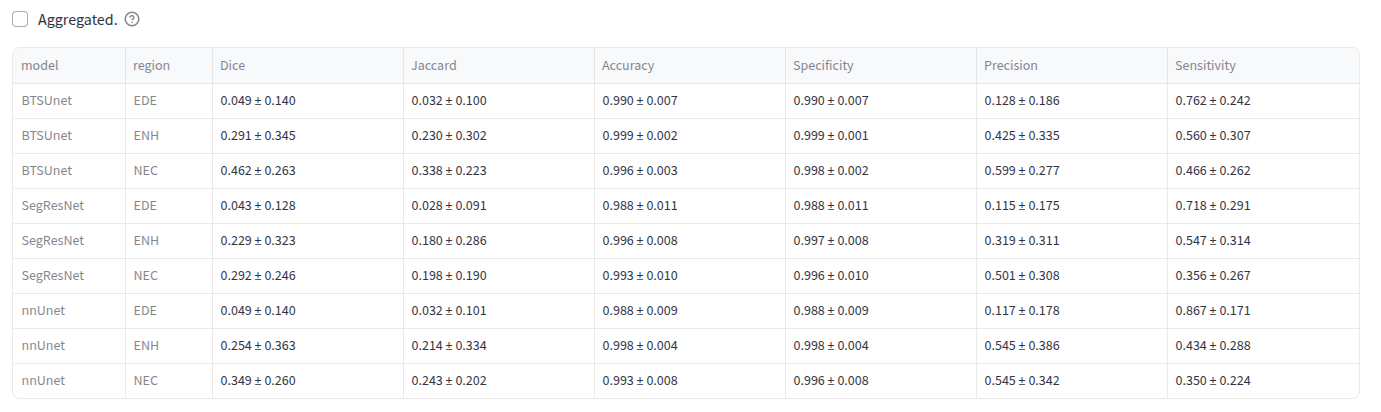 Aggregated. ?
model region Dice Jaccard Accuracy Specificity Precision Sensitivity
BTSUnet EDE 0.049 ± 0.140 0.032 ± 0.100 0.990 ± 0.007 0.990 ± 0.007 0.128 ± 0.186 0.762 ± 0.242
BTSUnet ENH 0.291 ± 0.345 0.230 ± 0.302 0.999 ± 0.002 0.999 ± 0.001 0.425 ± 0.335 0.560 ± 0.307
BTSUnet NEC 0.462 ± 0.263 0.338 ± 0.223 0.996 ± 0.003 0.998 ± 0.002 0.599 ± 0.277 0.466 ± 0.262
SegResNet EDE 0.043 ± 0.128 0.028 ± 0.091 0.988 ± 0.011 0.988 ± 0.011 0.115 ± 0.175 0.718 ± 0.291
SegResNet ENH 0.229 ± 0.323 0.180 ± 0.286 0.996 ± 0.008 0.997 ± 0.008 0.319 ± 0.311 0.547 ± 0.314
SegResNet NEC 0.292 ± 0.246 0.198 ± 0.190 0.993 ± 0.010 0.996 ± 0.010 0.501 ± 0.308 0.356 ± 0.267
nnUnet EDE 0.049 ± 0.140 0.032 ± 0.101 0.988 ± 0.009 0.988 ± 0.009 0.117 ± 0.178 0.867 ± 0.171
nnUnet ENH 0.254 ± 0.363 0.214 ± 0.334 0.998 ± 0.004 0.998 ± 0.004 0.545 ± 0.386 0.434 ± 0.288
nnUnet NEC 0.349 ± 0.260 0.243 ± 0.202 0.993 ± 0.008 0.996 ± 0.008 0.545 ± 0.342 0.350 ± 0.224